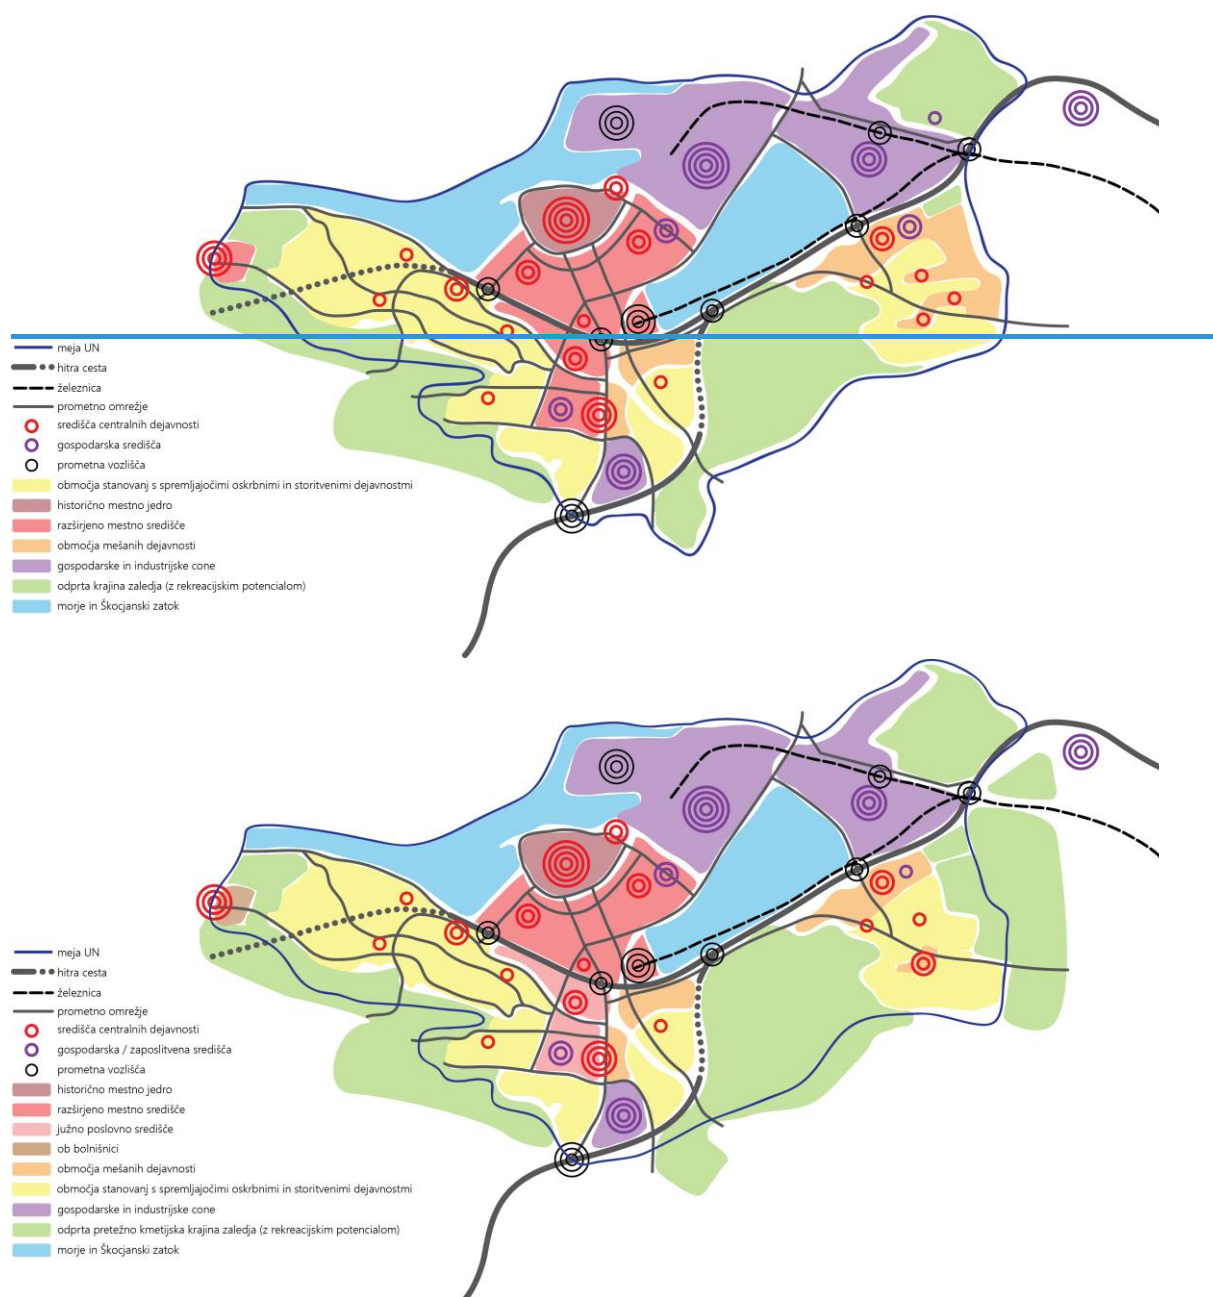 meja UN
hitra cesta
železnica
prometno omrežje
središča centralnih dejavnosti
gospodarska središča
prometna vozlišča
območja stanovanj s spremljajočimi oskrbnimi in storitvenimi dejavnostmi
historično mestno jedro
razširjeno mestno središče
območja mešanih dejavnosti
gospodarske in industrijske cone
odprta krajina zaledja (z rekreacijskim potencialom)
morje in Škocjanski zatok
meja UN
hitra cesta
železnica
prometno omrežje
središča centralnih dejavnosti
gospodarska / zaposlitvena središča
prometna vozlišča
historično mestno jedro
razširjeno mestno središče
južno poslovno središče
ob bolnišnici
območja mešanih dejavnosti
območja stanovanj s spremljajočimi oskrbnimi in storitvenimi dejavnostmi
gospodarske in industrijske cone
odprta pretežno kmetijska krajina zaledja (z rekreacijskim potencialom)
morje in Škocjanski zatok